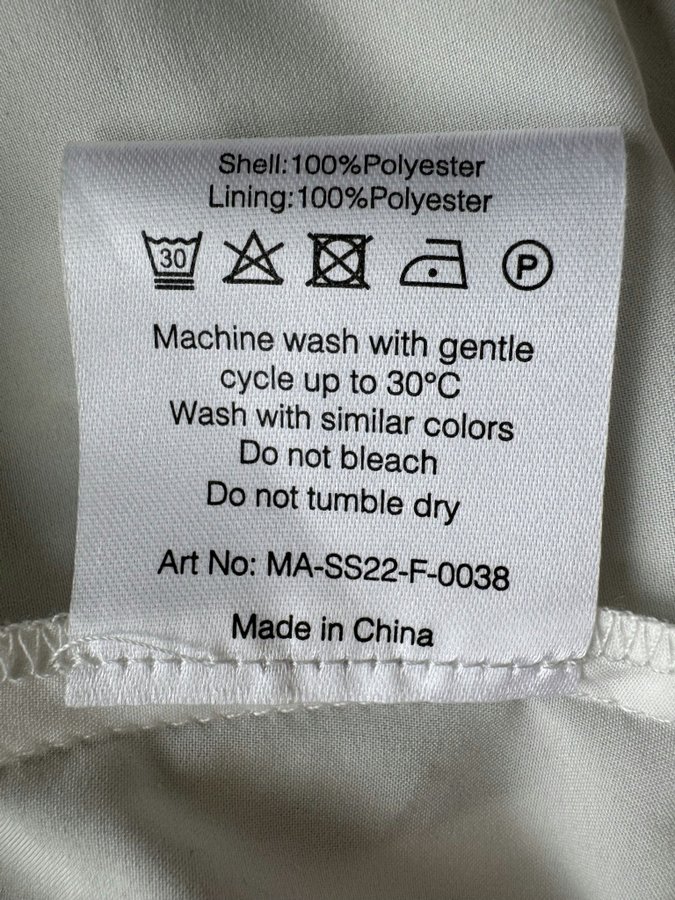 Shell:100%Polyester
Lining:100%Polyester
30 P
Machine wash with gentle
cycle up to 30°C
Wash with similar colors
Do not bleach
Do not tumble dry
Art No: MA-SS22-F-0038
Made in China